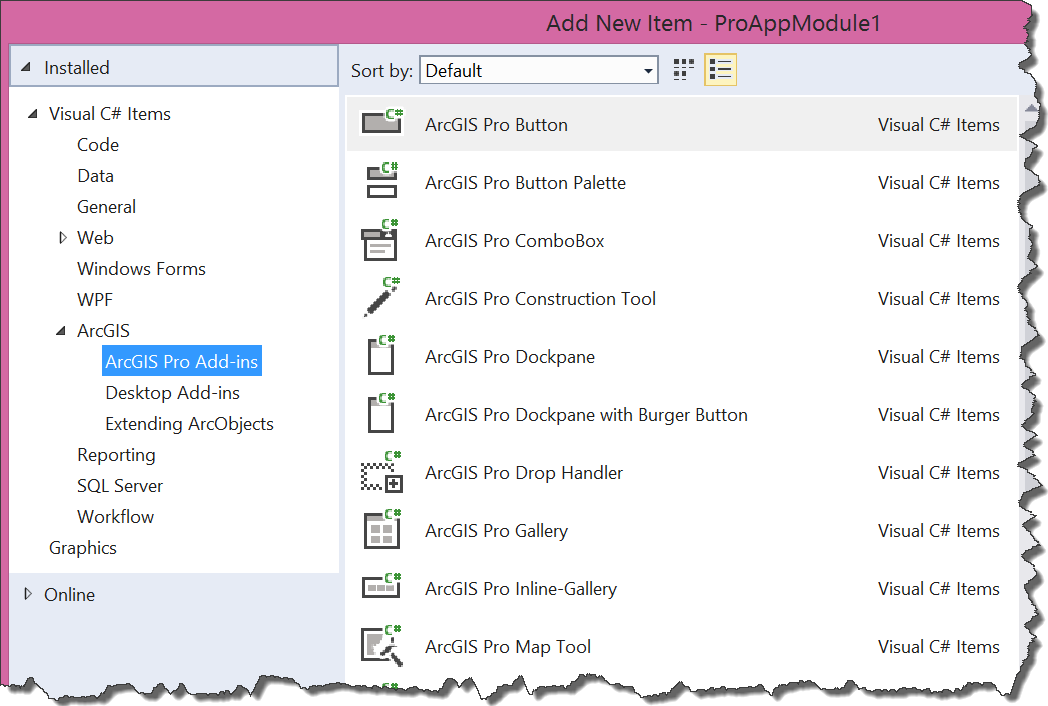 Add New Item - ProAppModule1
Installed
Sort by: Default
Visual C# Items
Code
Data
General
Web
Windows Forms
WPF
ArcGIS
ArcGIS Pro Add-ins
Desktop Add-ins
Extending ArcObjects
Reporting
SQL Server
Workflow
Graphics
Online
C# ArcGIS Pro Button Visual C# Items
C# ArcGIS Pro Button Palette Visual C# Items
C# ArcGIS Pro ComboBox Visual C# Items
C# ArcGIS Pro Construction Tool Visual C# Items
C# ArcGIS Pro Dockpane Visual C# Items
C# ArcGIS Pro Dockpane with Burger Button Visual C# Items
C# ArcGIS Pro Drop Handler Visual C# Items
C# ArcGIS Pro Gallery Visual C# Items
C# ArcGIS Pro Inline-Gallery Visual C# Items
C# ArcGIS Pro Map Tool Visual C# Items